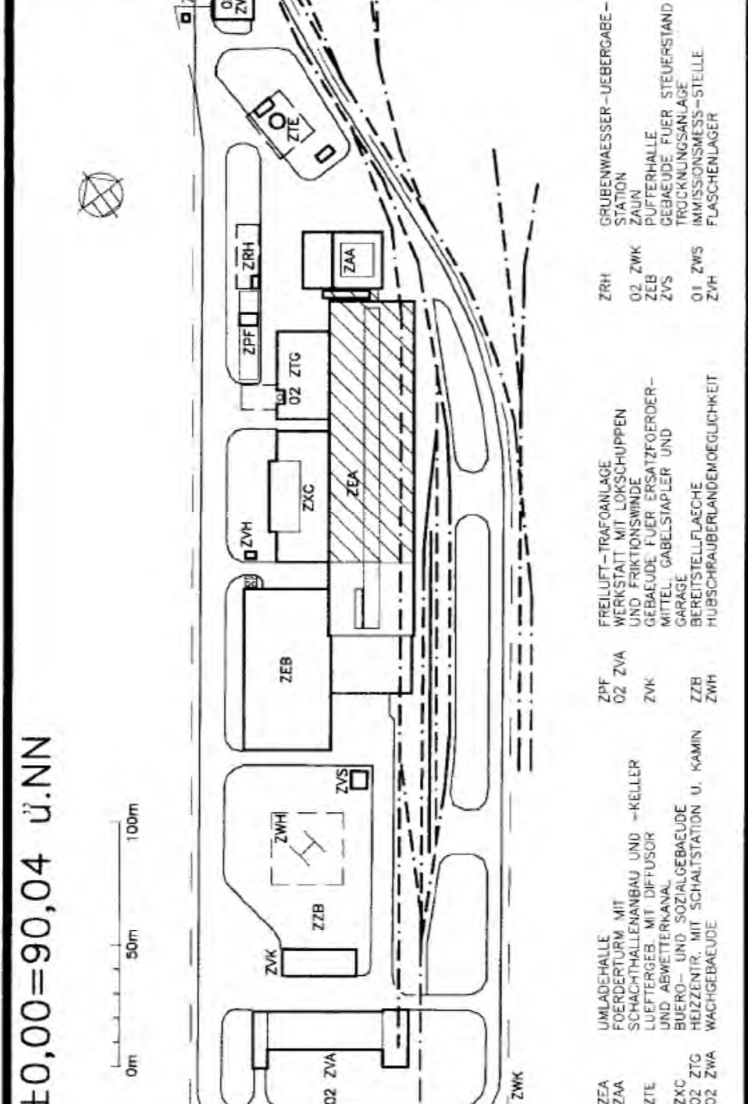 ±0,00=90,04 ü.NN
0m
50m
100m
02 ZVA
ZVK
ZZB
ZWH
ZVS
ZEB
ZVH
ZXC
ZEA
02 ZTG
ZPF
ZRH
ZAA
ZTE
ZWK
ZEA UMLADEHALLE
ZAA FOERDERTURM MIT
SCHACHTHALLENANBAU UND -KELLER
ZTE LUEFTERGEB. MIT DIFFUSOR
UND ABWETTERKANAL
ZXC BUERO- UND SOZIALGEBAEUDE
02 ZTG HEIZZENTR. MIT SCHALTSTATION U. KAMIN
02 ZWA WACHGEBAEUDE
ZPF FREILUFT-TRAFOANLAGE
02 ZVA WERKSTATT MIT LOKSCHUPPEN
UND FRIKTIONSWINDE
ZVK GEBAEUDE FUER ERSATZFOERDER-
MITTEL, GABELSTAPLER UND
GARAGE
ZZB BEREITSTELLFLAECHE
ZWH HUBSCHRAUBERLANDEMOEGLICHKEIT
ZRH GRUBENWAESSER-UEBERGABE-
STATION
02 ZWK ZAUN
ZEB PUFFERHALLE
ZVS GEBAEUDE FUER STEUERSTAND
TROCKNUNGSANLAGE
01 ZWS IMMISSIONSMESS-STELLE
ZVH FLASCHENLAGER